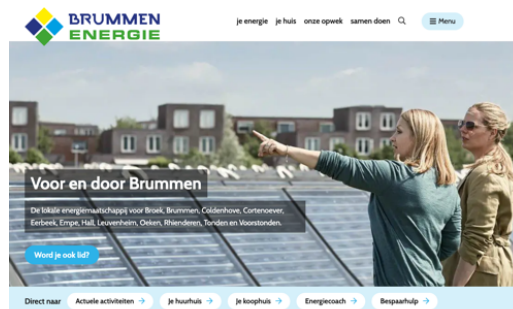 BRUMMEN
ENERGIE
je energie je huis onze opwek samen doen Menu
Voor en door Brummen
De lokale energiemaatschappij voor Broek, Brummen, Coldenhove, Cortenoever,
Eerbeek, Empe, Hall, Leuvenheim, Oeken, Rhienderen, Tonden en Voorstonden.
Word je ook lid?
Direct naar Actuele activiteiten → Je huurhuis → Je koophuis → Energiecoach → Bespaarhulp →